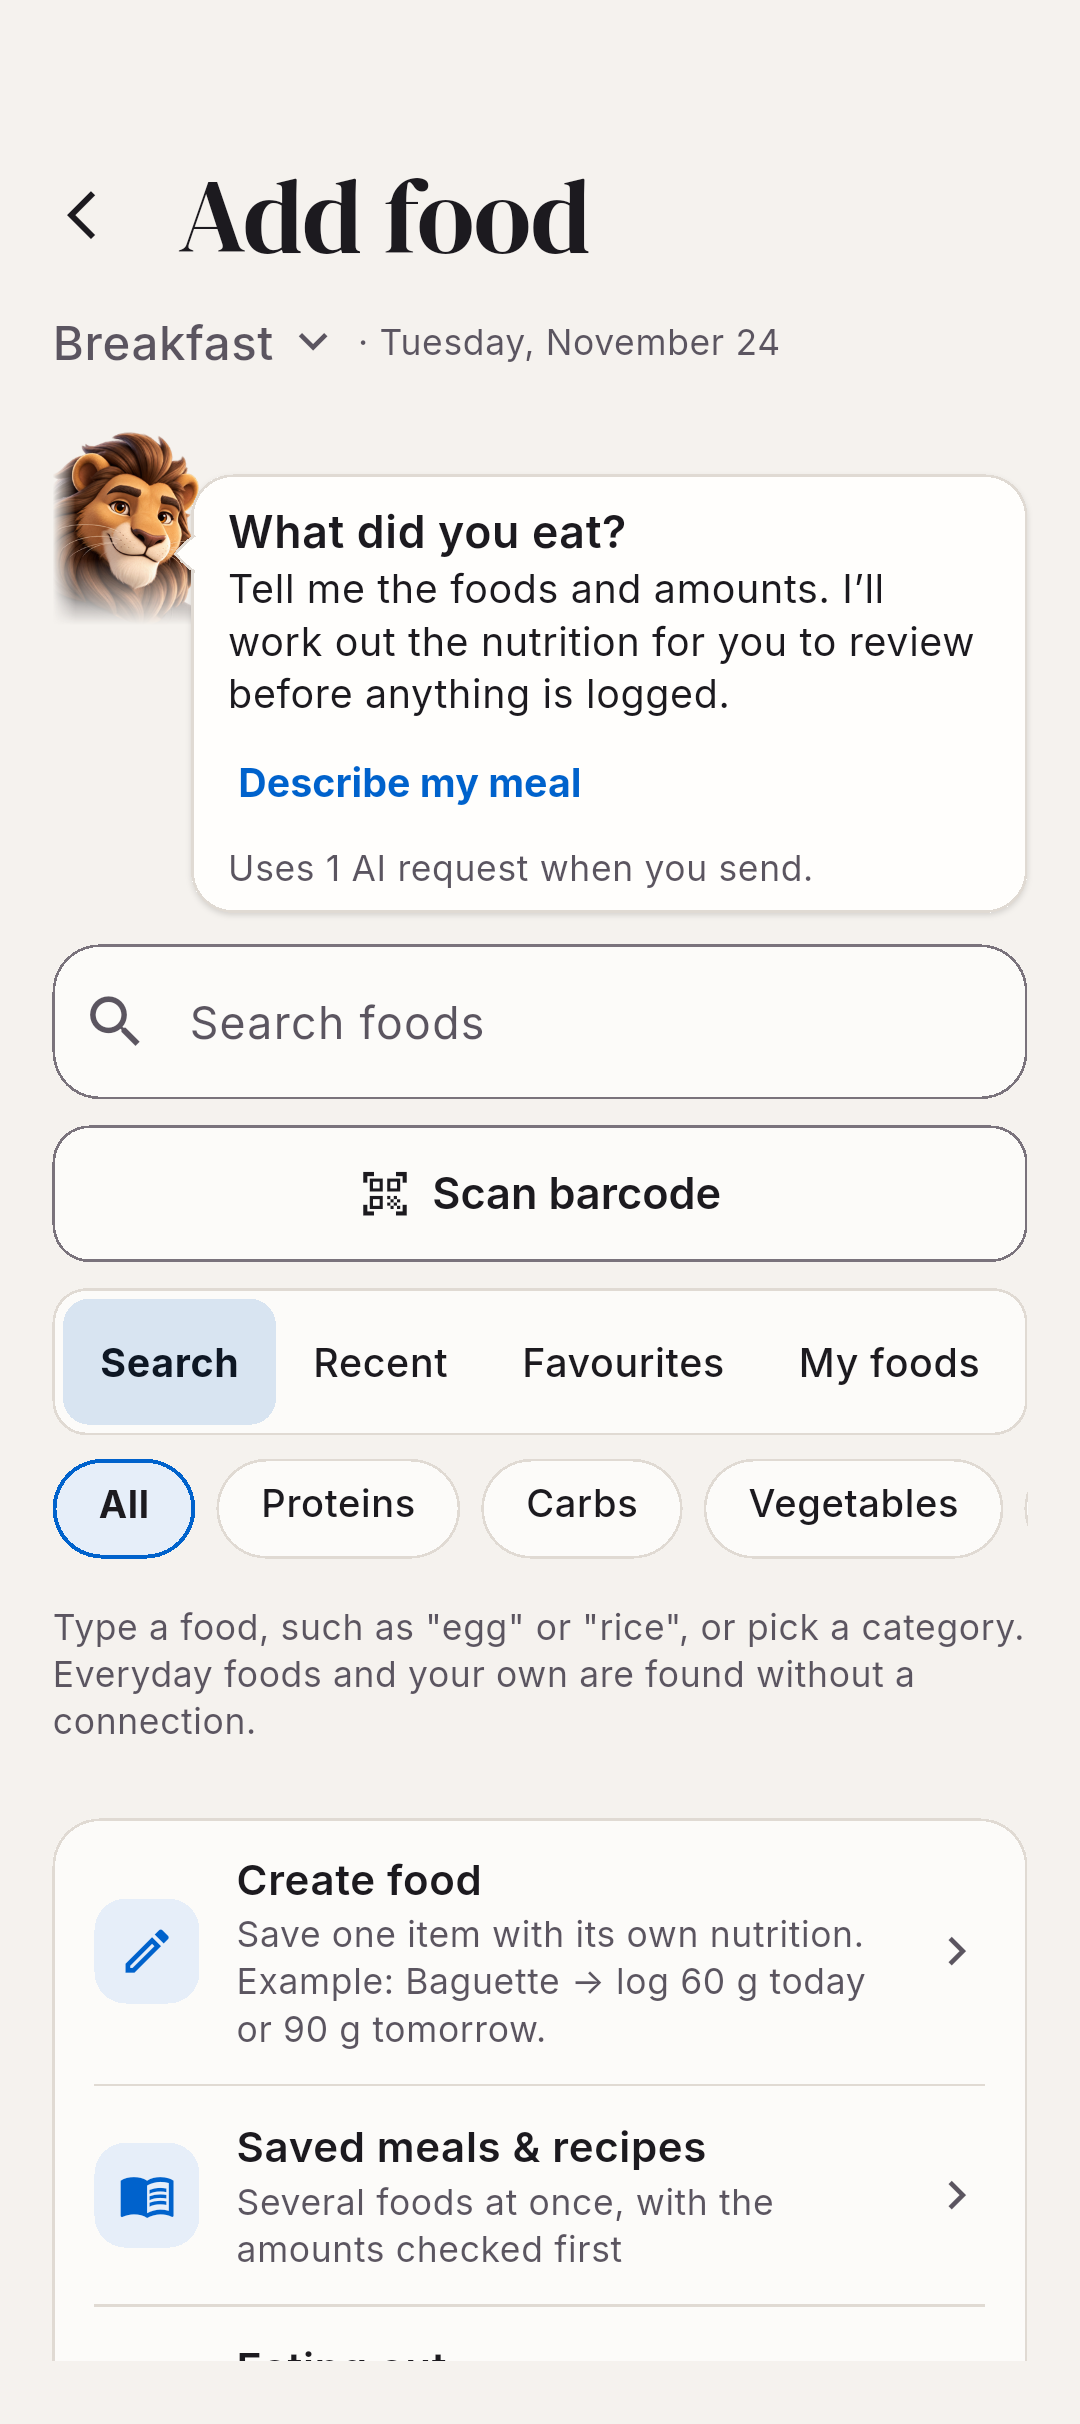 Add food
Breakfast · Tuesday, November 24
What did you eat?
Tell me the foods and amounts. I’ll
work out the nutrition for you to review
before anything is logged.
Describe my meal
Uses 1 AI request when you send.
Search foods
Scan barcode
Search Recent Favourites My foods
All Proteins Carbs Vegetables
Type a food, such as "egg" or "rice", or pick a category.
Everyday foods and your own are found without a
connection.
Create food
Save one item with its own nutrition.
Example: Baguette → log 60 g today
or 90 g tomorrow.
Saved meals & recipes
Several foods at once, with the
amounts checked first
Eating out